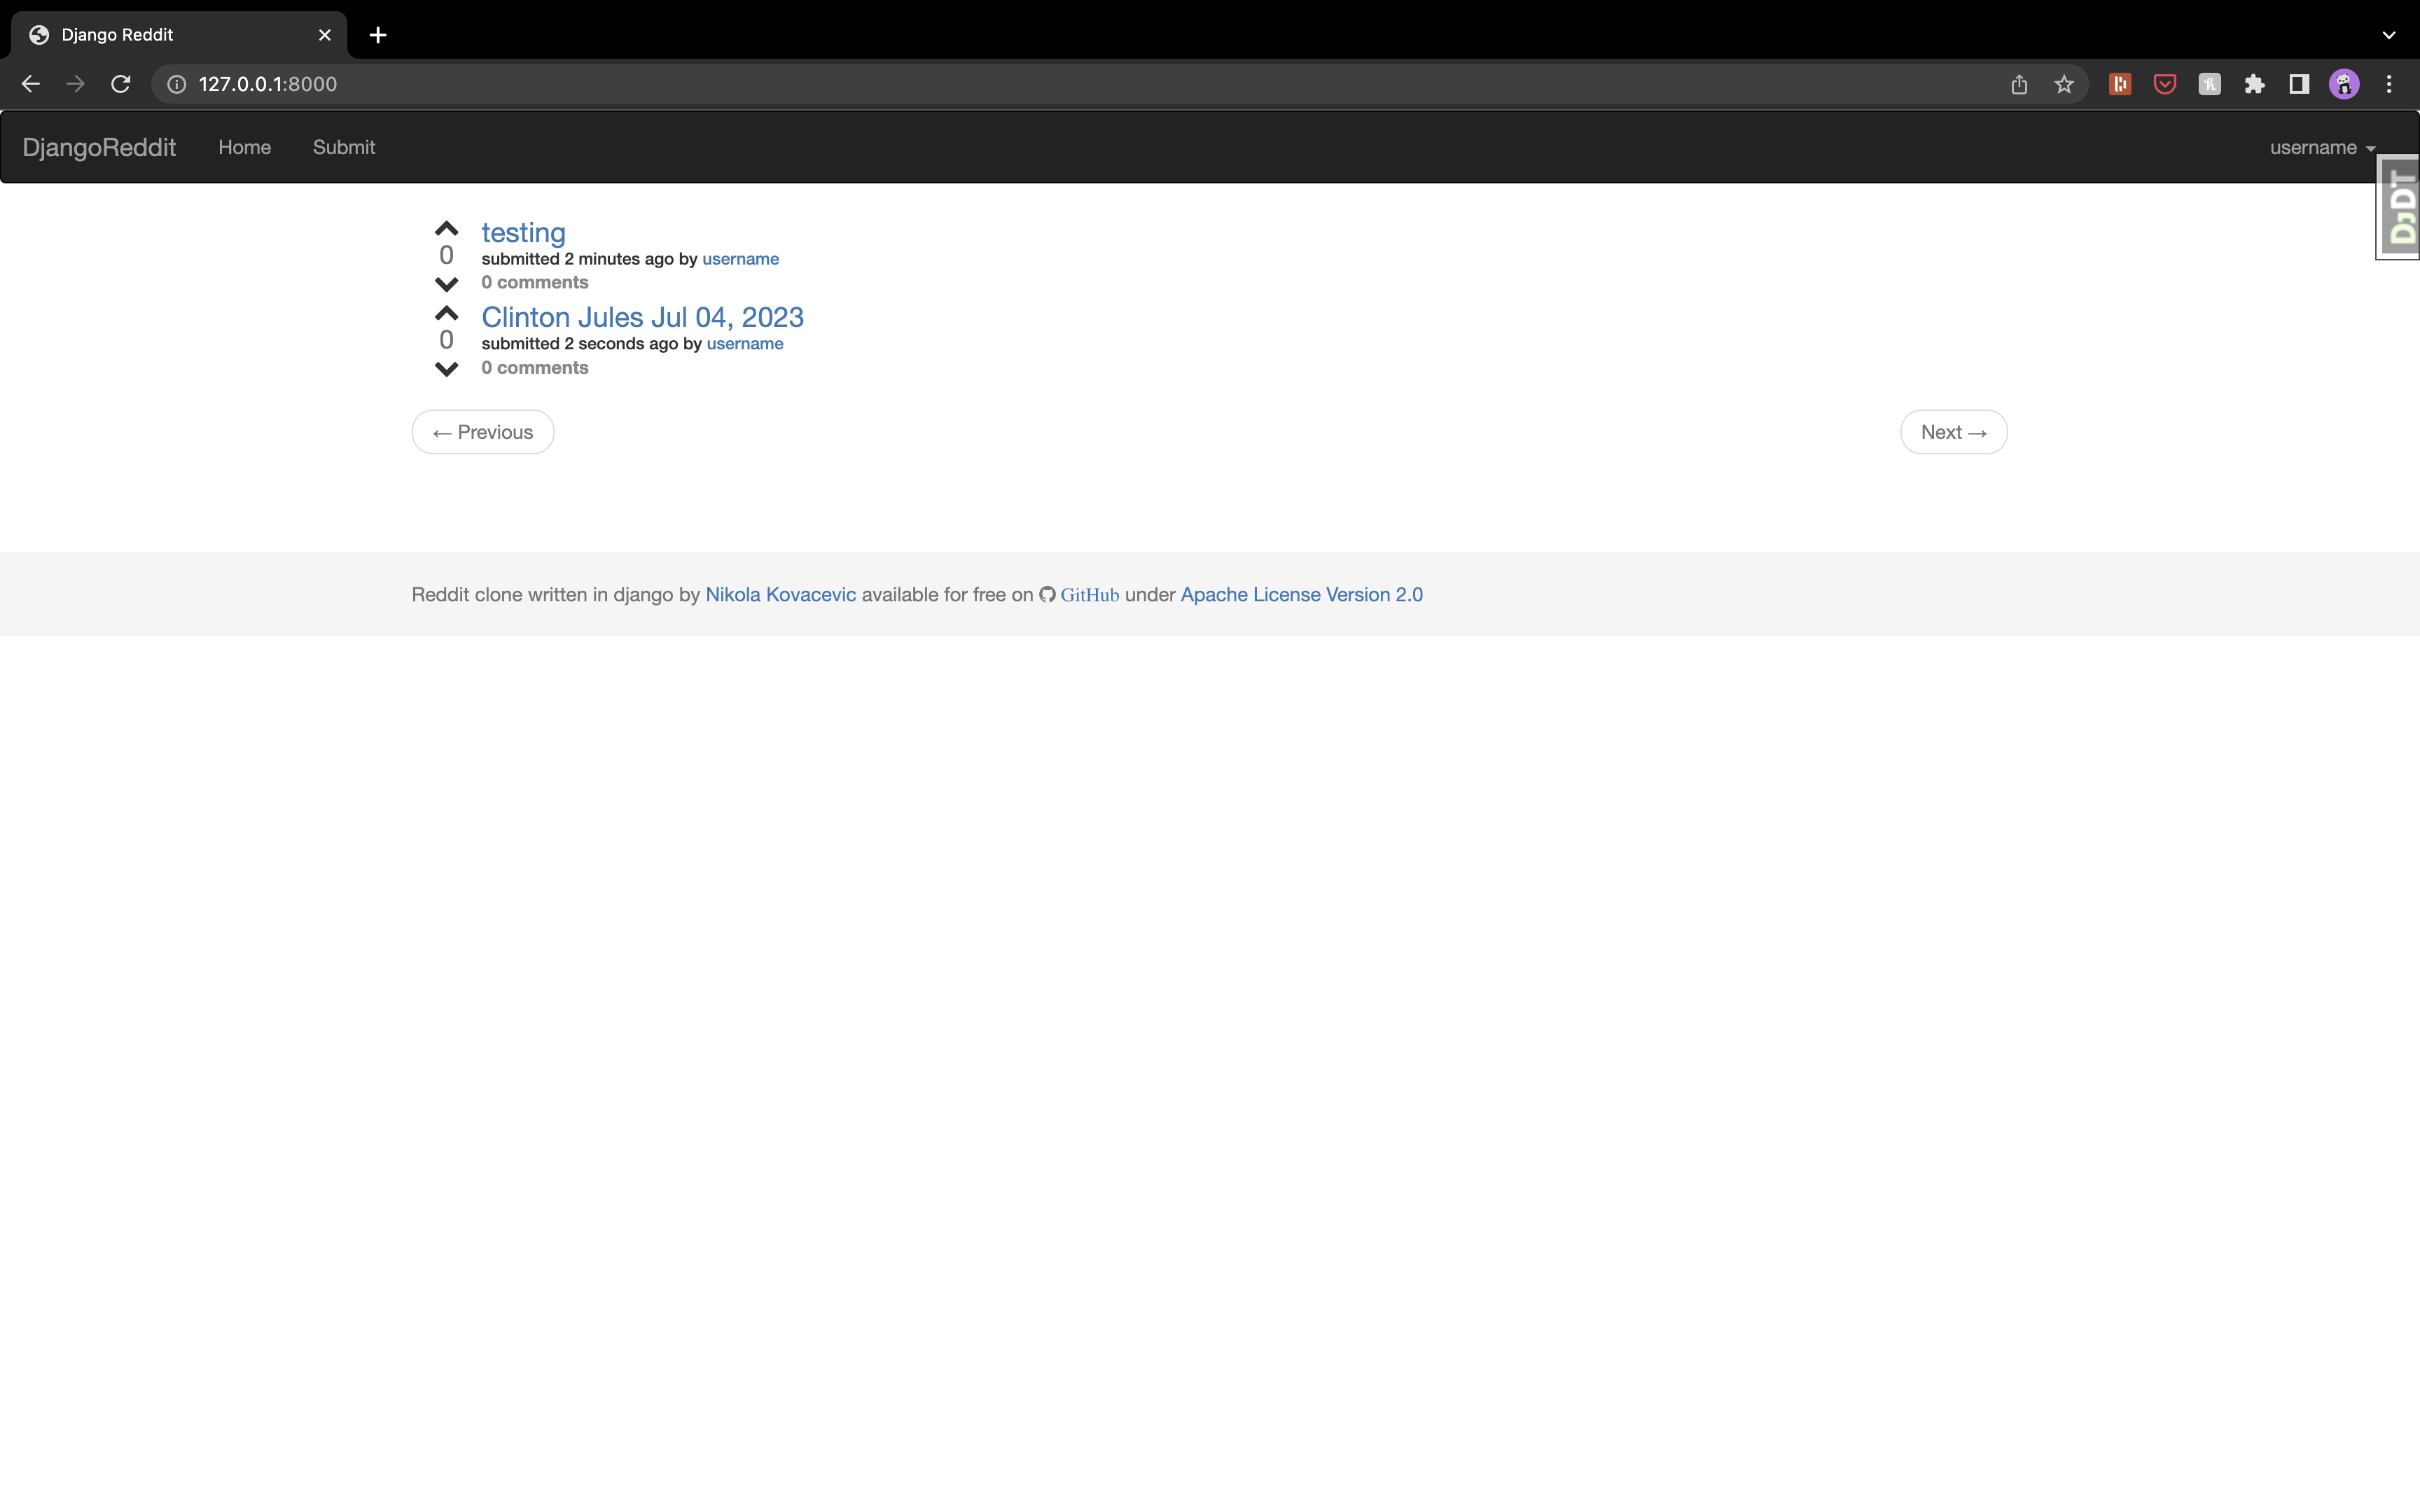 Django Reddit
127.0.0.1:8000
DjangoReddit Home Submit username
DJDT
testing
0
submitted 2 minutes ago by username
0 comments
Clinton Jules Jul 04, 2023
0
submitted 2 seconds ago by username
0 comments
← Previous Next →
Reddit clone written in django by Nikola Kovacevic available for free on GitHub under Apache License Version 2.0